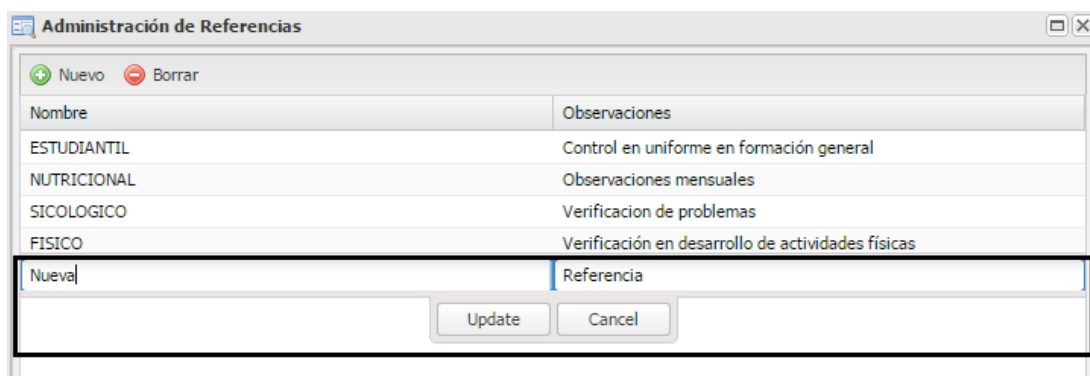 Administración de Referencias
Nuevo Borrar
Nombre Observaciones
ESTUDIANTIL Control en uniforme en formación general
NUTRICIONAL Observaciones mensuales
SICOLOGICO Verificacion de problemas
FISICO Verificación en desarrollo de actividades físicas
Nueva Referencia
Update Cancel